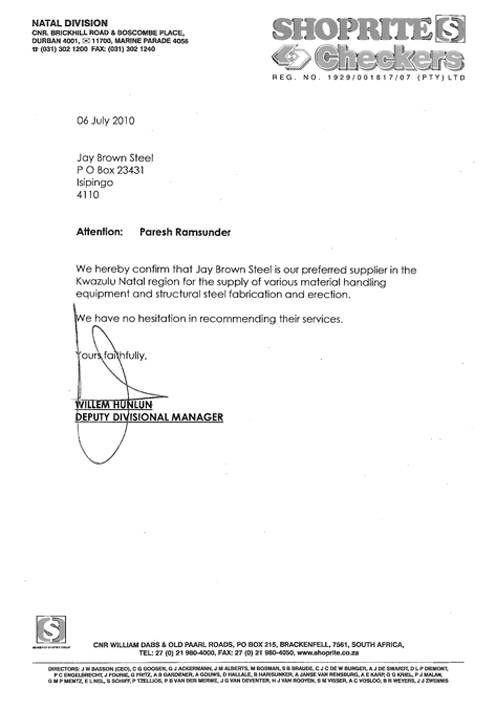 NATAL DIVISION
CNR. BRICKHILL ROAD & BOSCOMBE PLACE,
DURBAN 4001, ✉ 11700, MARINE PARADE 4056
☎ (031) 302 1200 FAX: (031) 302 1240
SHOPRITE S
Checkers
REG. NO. 1929/001817/07 (PTY) LTD
06 July 2010
Jay Brown Steel
P O Box 23431
Isipingo
4110
Attention: Paresh Ramsunder
We hereby confirm that Jay Brown Steel is our preferred supplier in the
Kwazulu Natal region for the supply of various material handling
equipment and structural steel fabrication and erection.
We have no hesitation in recommending their services.
Yours faithfully,
WILLEM HUNLUN
DEPUTY DIVISIONAL MANAGER
S
CNR WILLIAM DABS & OLD PAARL ROADS, PO BOX 215, BRACKENFELL, 7561, SOUTH AFRICA,
TEL: 27 (0) 21 980-4000, FAX: 27 (0) 21 980-4050, www.shoprite.co.za
DIRECTORS: J W BASSON (CEO), C G GOOSEN, G J ACKERMANN, J M ALBERTS, M BOSMAN, S B BRAUDE, C J C DE W BURGER, A J DE SWARDT, D L P DIEMONT,
P C ENGELBRECHT, J FOURIE, G FRITZ, A B GARDENER, A GOUWS, D HALLALE, B HARISUNKER, A JANSE VAN RENSBURG, A E KARP, G G KRIEL, P J MALAN,
G M P MENTZ, E L NEL, S SCHIFF, P TZELLIOS, P B VAN DER MERWE, J G VAN DEVENTER, H J VAN ROOYEN, S M VISSER, A C VOSLOO, B R WEYERS, J J